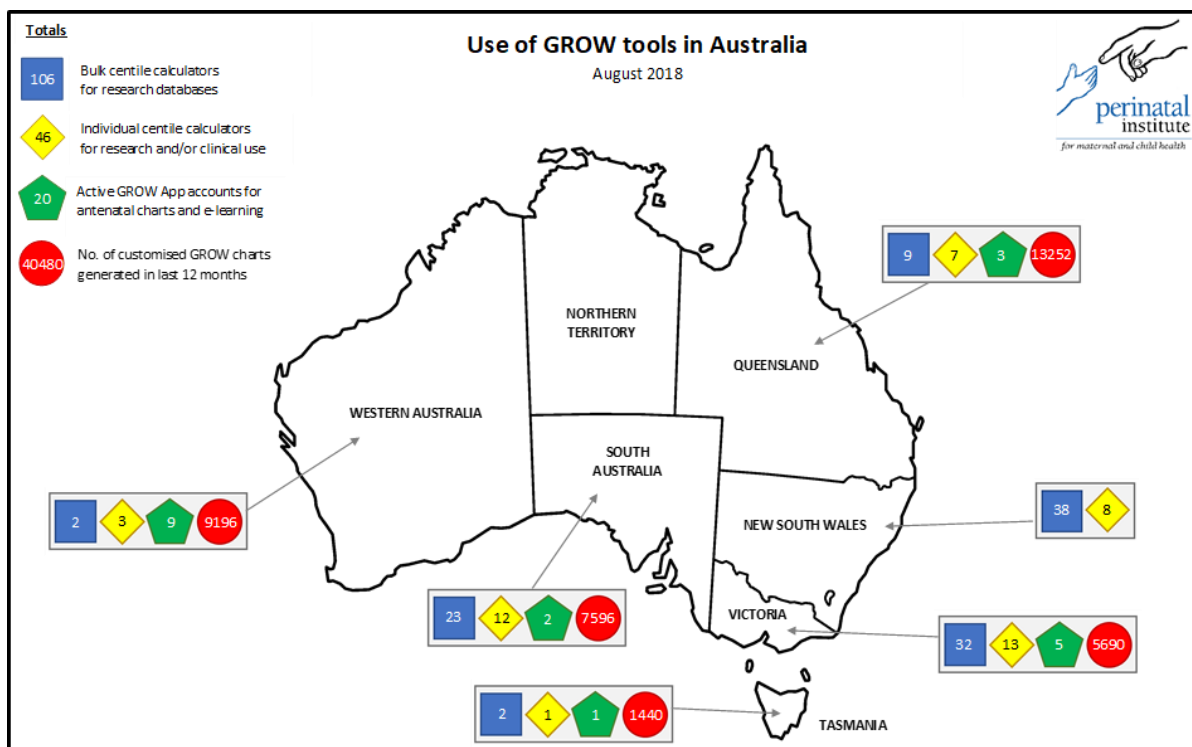 Totals
106
Bulk centile calculators
for research databases
46
Individual centile calculators
for research and/or clinical use
20
Active GROW App accounts for
antenatal charts and e-learning
40480
No. of customised GROW charts
generated in last 12 months
Use of GROW tools in Australia
August 2018
perinatal
institute
for maternal and child health
9 7 3 13252
NORTHERN
TERRITORY
QUEENSLAND
WESTERN AUSTRALIA
SOUTH
AUSTRALIA
2 3 9 9196
38 8
NEW SOUTH WALES
23 12 2 7596
VICTORIA
32 13 5 5690
2 1 1 1440
TASMANIA